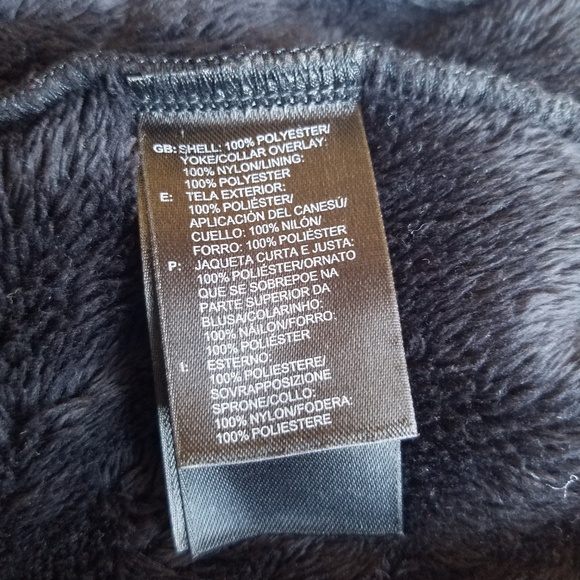 GB: SHELL: 100% POLYESTER/
YOKE/COLLAR OVERLAY:
100% NYLON/LINING:
100% POLYESTER
E: TELA EXTERIOR:
100% POLIÉSTER/
APLICACIÓN DEL CANESÚ/
CUELLO: 100% NILÓN/
FORRO: 100% POLIÉSTER
P: JAQUETA CURTA E JUSTA:
100% POLIÉSTER/ORNATO
QUE SE SOBREPOE NA
PARTE SUPERIOR DA
BLUSA/COLARINHO:
100% NAILON/FORRO:
100% POLIÉSTER
I: ESTERNO:
100% POLIESTERE/
SOVRAPPOSIZIONE
SPRONE/COLLO:
100% NYLON/FODERA:
100% POLIESTERE